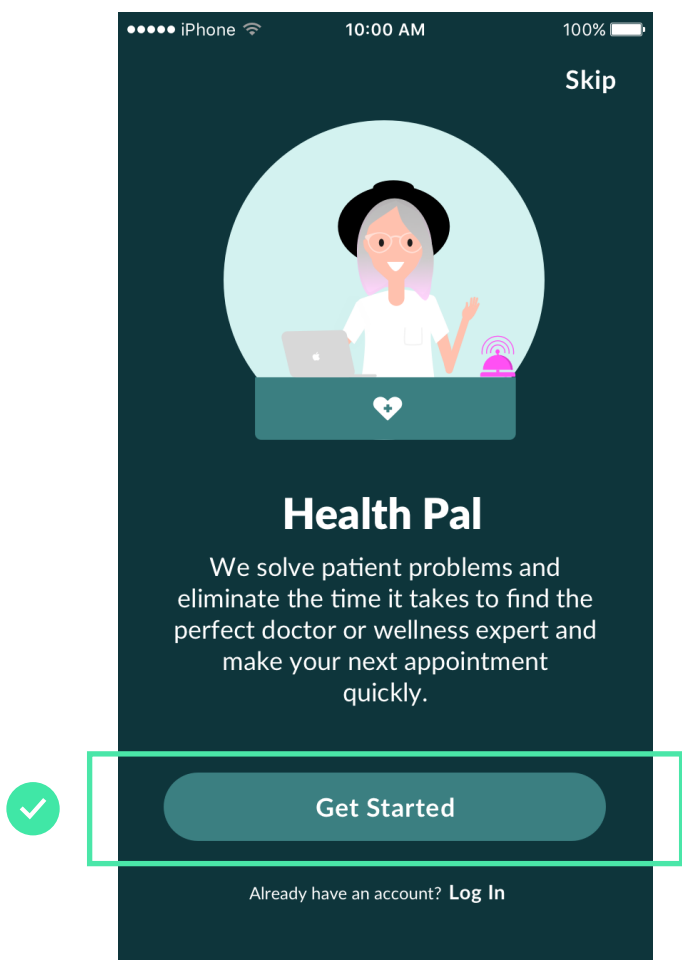 iPhone 10:00 AM 100%
Skip
Health Pal
We solve patient problems and
eliminate the time it takes to find the
perfect doctor or wellness expert and
make your next appointment
quickly.
Get Started
Already have an account? Log In